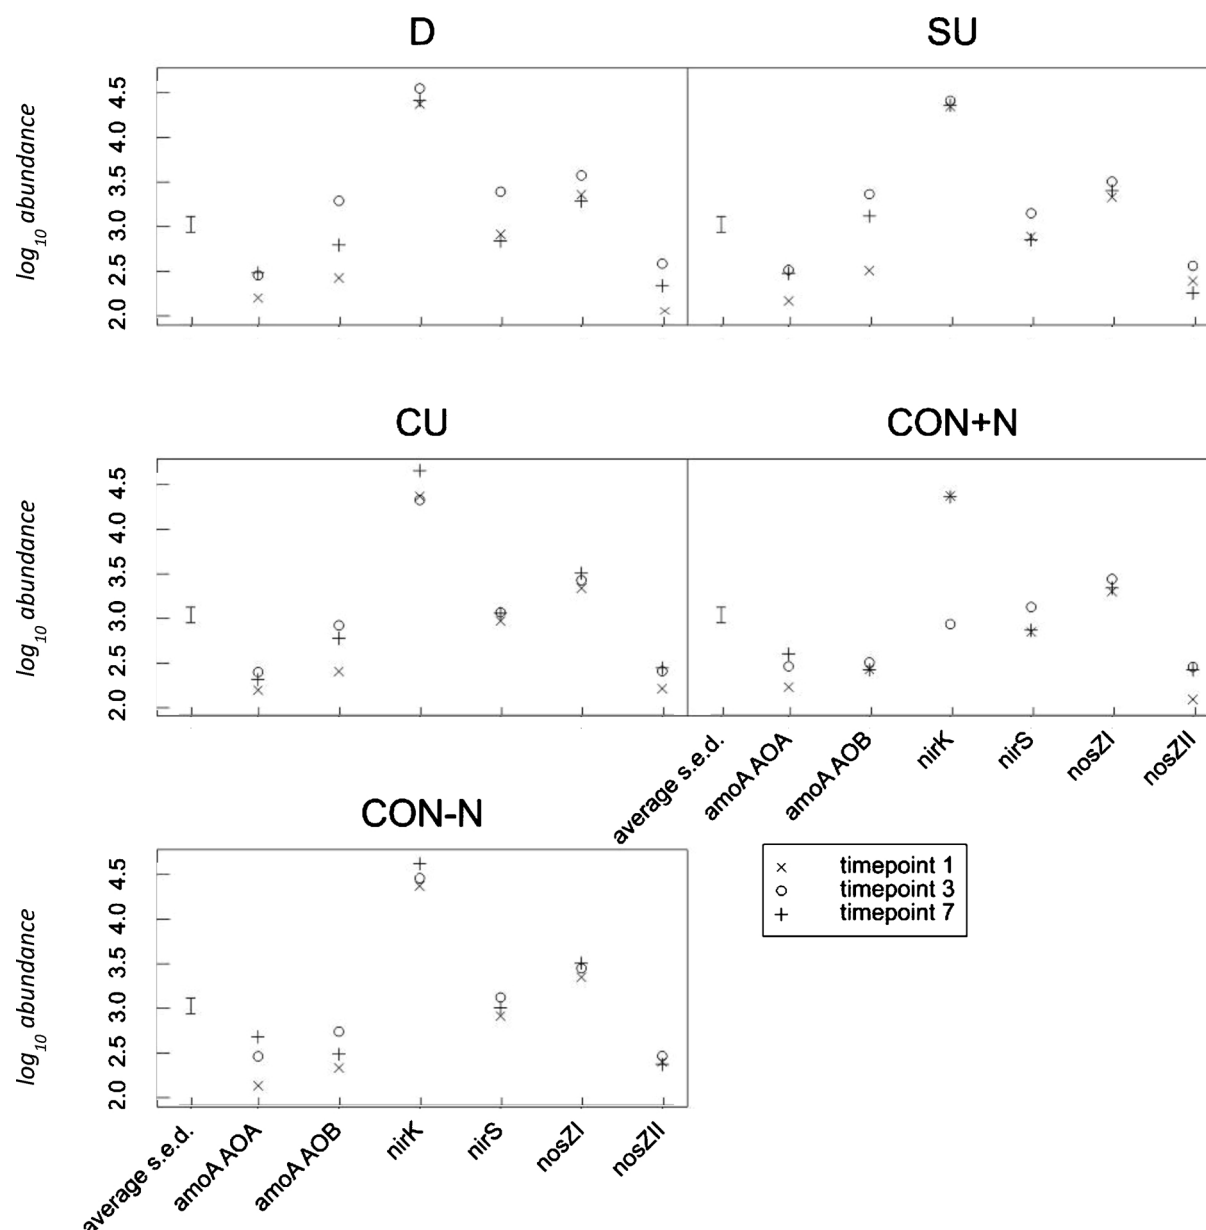 D
SU
log10 abundance
4.5
4.0
3.5
3.0
2.5
2.0
CU
CON+N
log10 abundance
4.5
4.0
3.5
3.0
2.5
2.0
average s.e.d.
amoA AOA
amoA AOB
nirK
nirS
nosZI
nosZII
CON-N
timepoint 1
timepoint 3
timepoint 7
log10 abundance
4.5
4.0
3.5
3.0
2.5
2.0
average s.e.d.
amoA AOA
amoA AOB
nirK
nirS
nosZI
nosZII